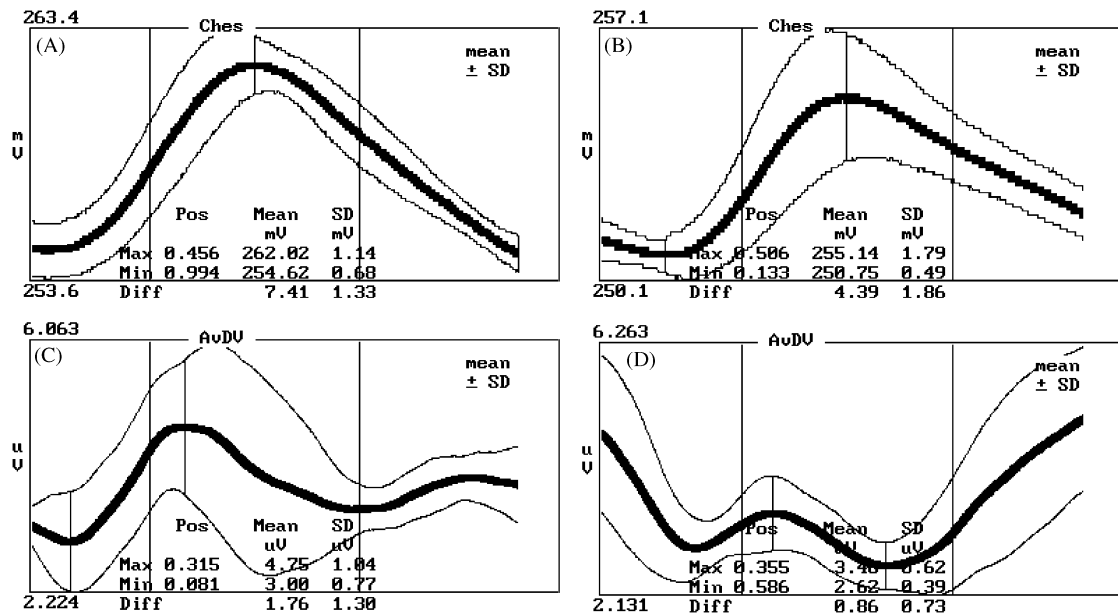 263.4
Ches
(A)
mean
± SD
m
V
Pos Mean SD
mV mV
Max 0.456 262.02 1.14
Min 0.994 254.62 0.68
253.6 Diff 7.41 1.33
257.1
Ches
(B)
mean
± SD
m
V
Pos Mean SD
mV mV
Max 0.506 255.14 1.79
Min 0.133 250.75 0.49
250.1 Diff 4.39 1.86
6.063
AvDV
(C)
mean
± SD
u
V
Pos Mean SD
uV uV
Max 0.315 4.75 1.04
Min 0.081 3.00 0.77
2.224 Diff 1.76 1.30
6.263
AvDV
(D)
mean
± SD
u
V
Pos Mean SD
uV uV
Max 0.355 3.48 0.62
Min 0.586 2.62 0.39
2.131 Diff 0.86 0.73